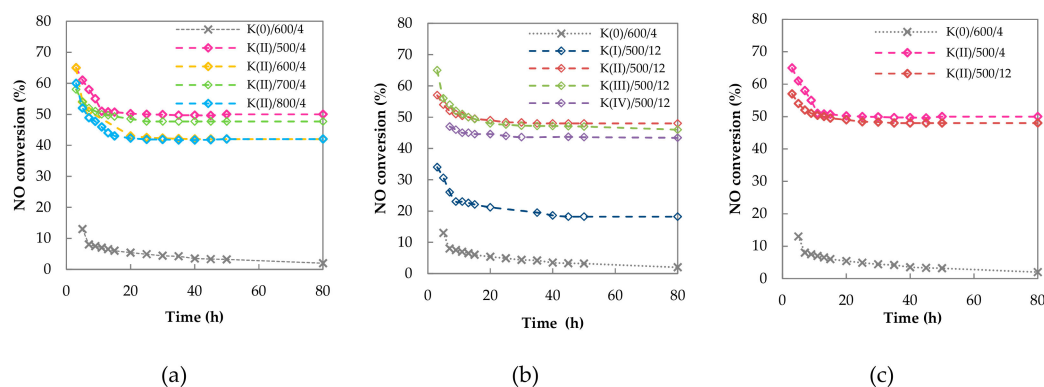 80
70
60
50
40
30
20
10
0
NO conversion (%)
0 20 40 60 80
Time (h)
K(0)/600/4
K(II)/500/4
K(II)/600/4
K(II)/700/4
K(II)/800/4
(a)
80
70
60
50
40
30
20
10
0
NO conversion (%)
0 20 40 60 80
Time (h)
K(0)/600/4
K(I)/500/12
K(II)/500/12
K(III)/500/12
K(IV)/500/12
(b)
80
70
60
50
40
30
20
10
0
NO conversion (%)
0 20 40 60 80
Time (h)
K(0)/600/4
K(II)/500/4
K(II)/500/12
(c)